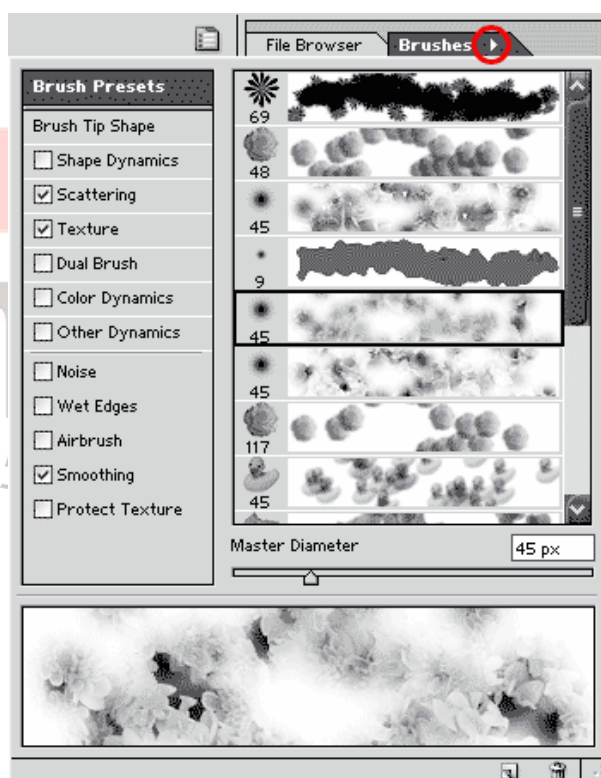 File Browser
Brushes
Brush Presets
Brush Tip Shape
Shape Dynamics
Scattering
Texture
Dual Brush
Color Dynamics
Other Dynamics
Noise
Wet Edges
Airbrush
Smoothing
Protect Texture
69
48
45
9
45
45
117
45
Master Diameter
45 px